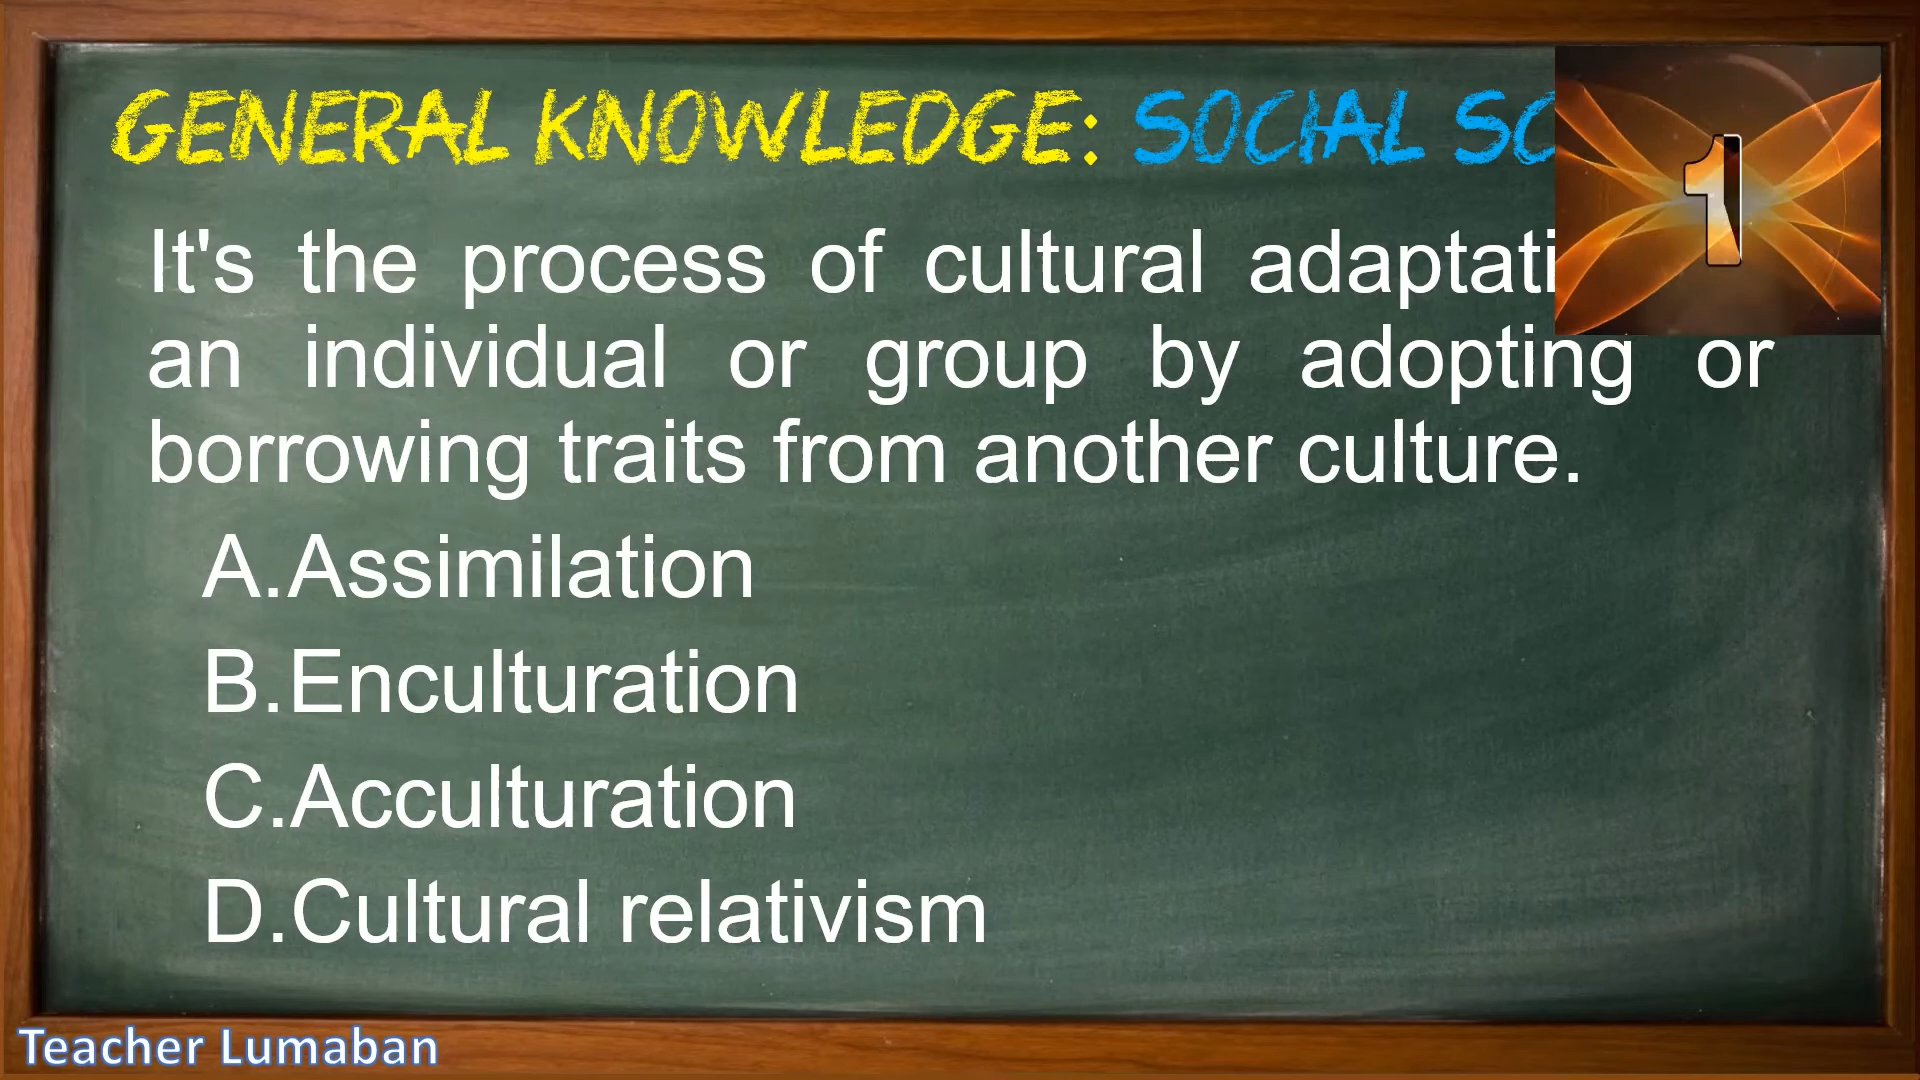 GENERAL KNOWLEDGE: SOCIAL SC
1
It's the process of cultural adaptati
an individual or group by adopting or
borrowing traits from another culture.
A.Assimilation
B.Enculturation
C.Acculturation
D.Cultural relativism
Teacher Lumaban